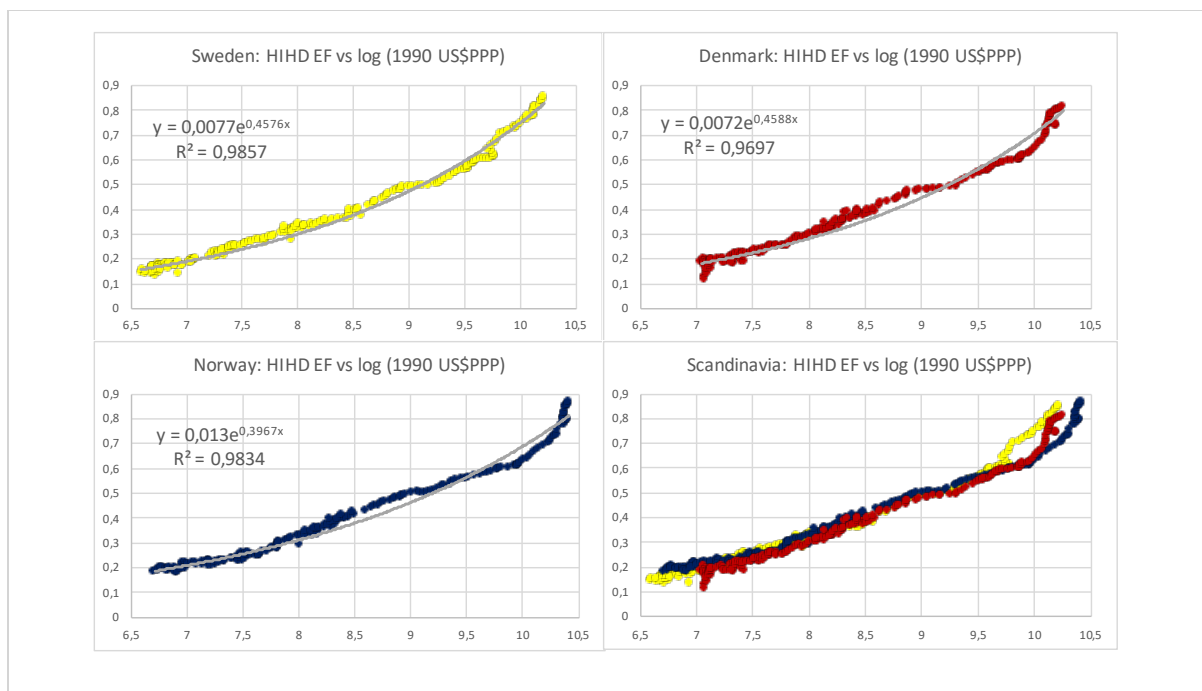 Sweden: HIHD EF vs log (1990 US$PPP)
0,9
0,8
0,7
0,6
0,5
0,4
0,3
0,2
0,1
0
y = 0,0077e^0,4576x
R² = 0,9857
6,5 7 7,5 8 8,5 9 9,5 10 10,5
Denmark: HIHD EF vs log (1990 US$PPP)
0,9
0,8
0,7
0,6
0,5
0,4
0,3
0,2
0,1
0
y = 0,0072e^0,4588x
R² = 0,9697
6,5 7 7,5 8 8,5 9 9,5 10 10,5
Norway: HIHD EF vs log (1990 US$PPP)
0,9
0,8
0,7
0,6
0,5
0,4
0,3
0,2
0,1
0
y = 0,013e^0,3967x
R² = 0,9834
6,5 7 7,5 8 8,5 9 9,5 10 10,5
Scandinavia: HIHD EF vs log (1990 US$PPP)
0,9
0,8
0,7
0,6
0,5
0,4
0,3
0,2
0,1
0
6,5 7 7,5 8 8,5 9 9,5 10 10,5